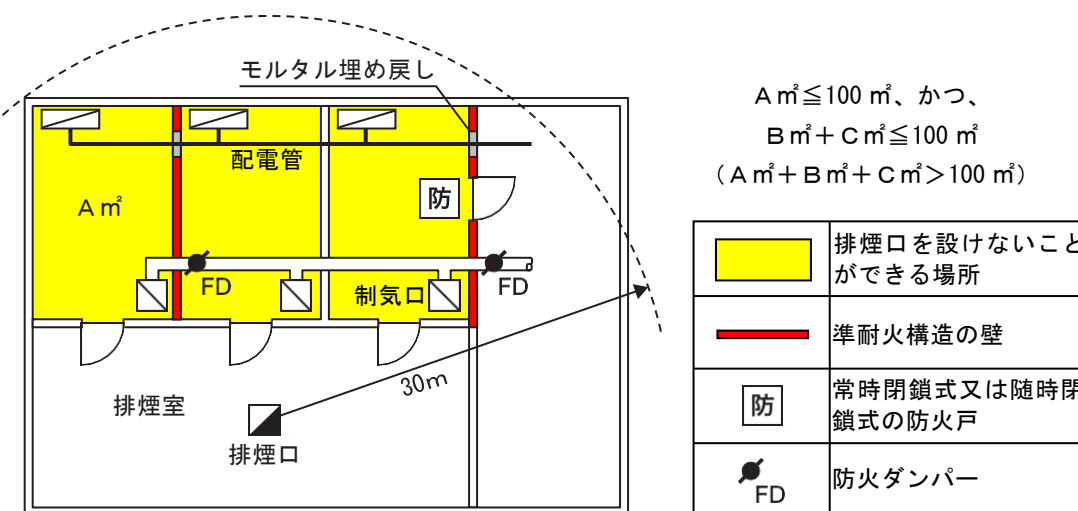 モルタル埋め戻し
配電管
A㎡
防
FD
制気口
FD
30m
排煙室
排煙口
A㎡≦100㎡、かつ、
B㎡+C㎡≦100㎡
(A㎡+B㎡+C㎡>100㎡)
排煙口を設けないこと
ができる場所
準耐火構造の壁
防
常時閉鎖式又は随時閉
鎖式の防火戸
FD
防火ダンパー